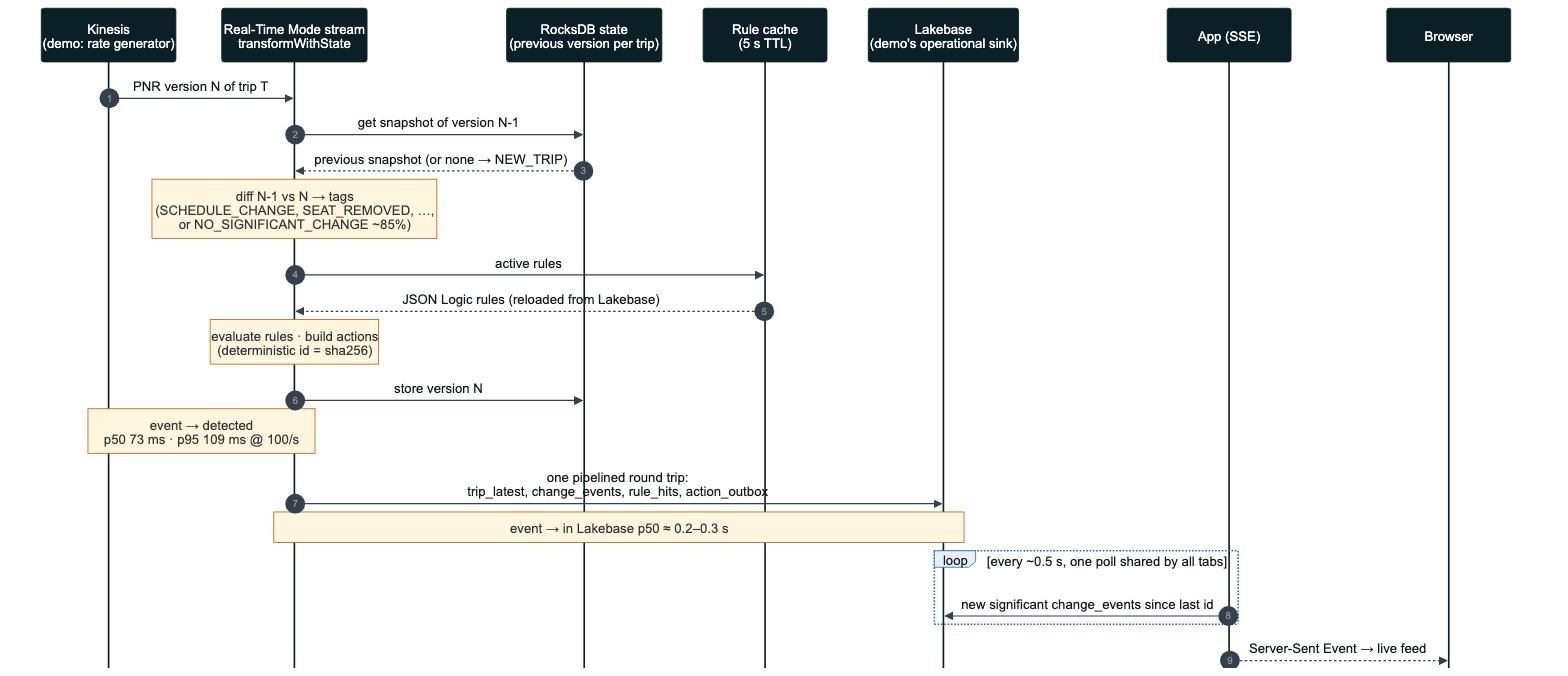 Kinesis
(demo: rate generator)
Real-Time Mode stream
transformWithState
RocksDB state
(previous version per trip)
Rule cache
(5 s TTL)
Lakebase
(demo's operational sink)
App (SSE)
Browser
1
PNR version N of trip T
2
get snapshot of version N-1
previous snapshot (or none → NEW_TRIP)
3
diff N-1 vs N → tags
(SCHEDULE_CHANGE, SEAT_REMOVED, …,
or NO_SIGNIFICANT_CHANGE ~85%)
4
active rules
JSON Logic rules (reloaded from Lakebase)
5
evaluate rules · build actions
(deterministic id = sha256)
6
store version N
event → detected
p50 73 ms · p95 109 ms @ 100/s
one pipelined round trip:
trip_latest, change_events, rule_hits, action_outbox
7
event → in Lakebase p50 ≈ 0.2–0.3 s
loop
[every ~0.5 s, one poll shared by all tabs]
new significant change_events since last id
8
9
Server-Sent Event → live feed